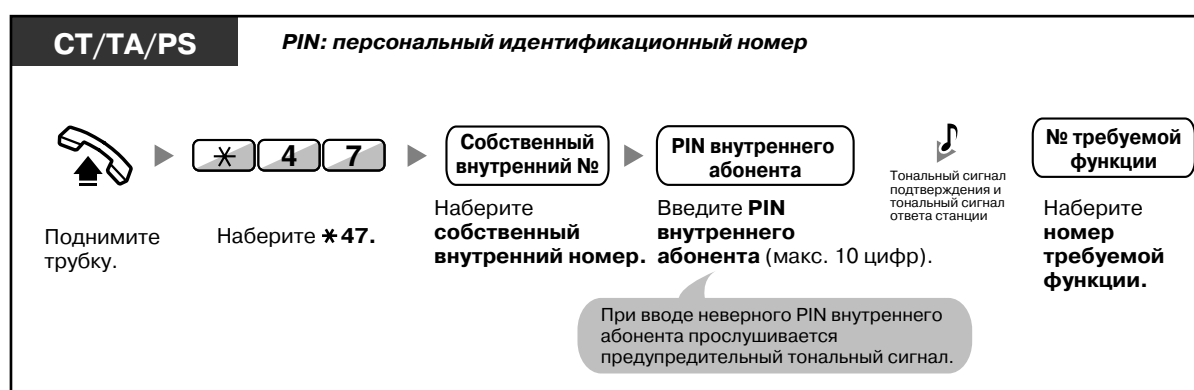 CT/TA/PS
PIN: персональный идентификационный номер
* 4 7
Собственный
внутренний №
PIN внутреннего
абонента
Тональный сигнал
подтверждения и
тональный сигнал
ответа станции
№ требуемой
функции
Поднимите
трубку.
Наберите *47.
Наберите
собственный
внутренний номер.
Введите PIN
внутреннего
абонента (макс. 10 цифр).
Наберите
номер
требуемой
функции.
При вводе неверного PIN внутреннего
абонента прослушивается
предупредительный тональный сигнал.